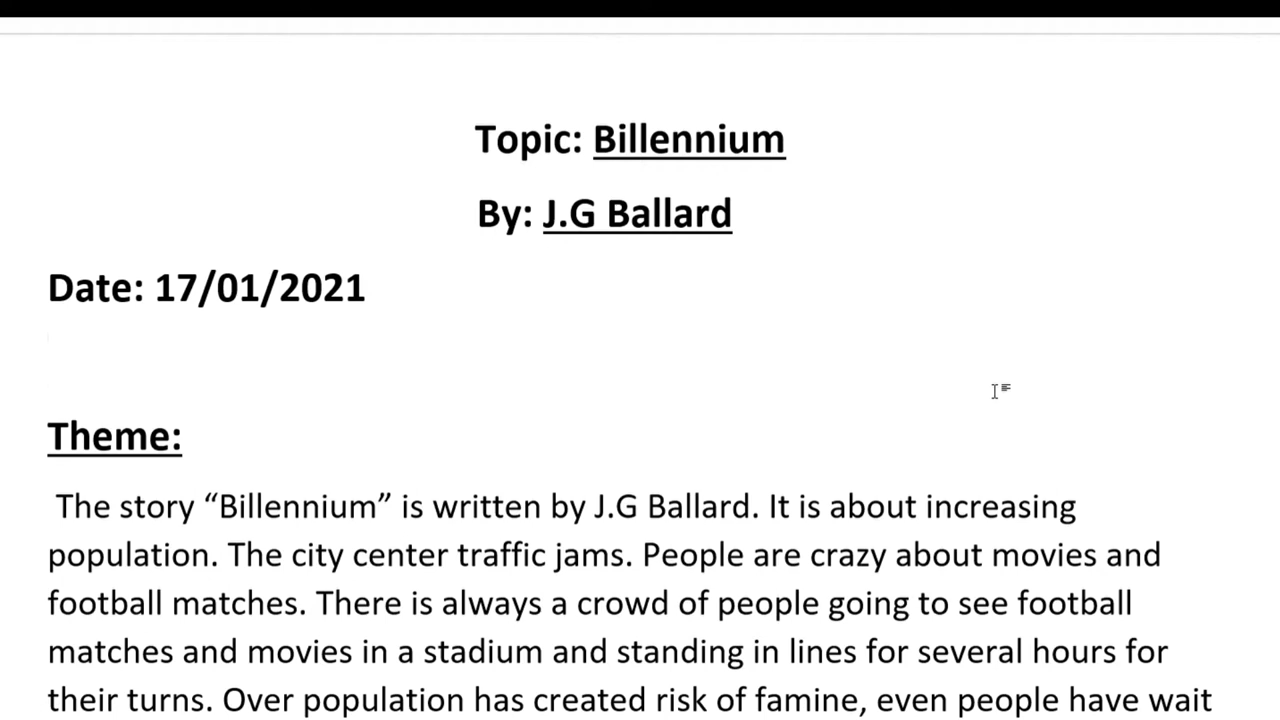 Topic: Billennium
By: J.G Ballard
Date: 17/01/2021
Theme:
The story “Billennium” is written by J.G Ballard. It is about increasing
population. The city center traffic jams. People are crazy about movies and
football matches. There is always a crowd of people going to see football
matches and movies in a stadium and standing in lines for several hours for
their turns. Over population has created risk of famine, even people have wait